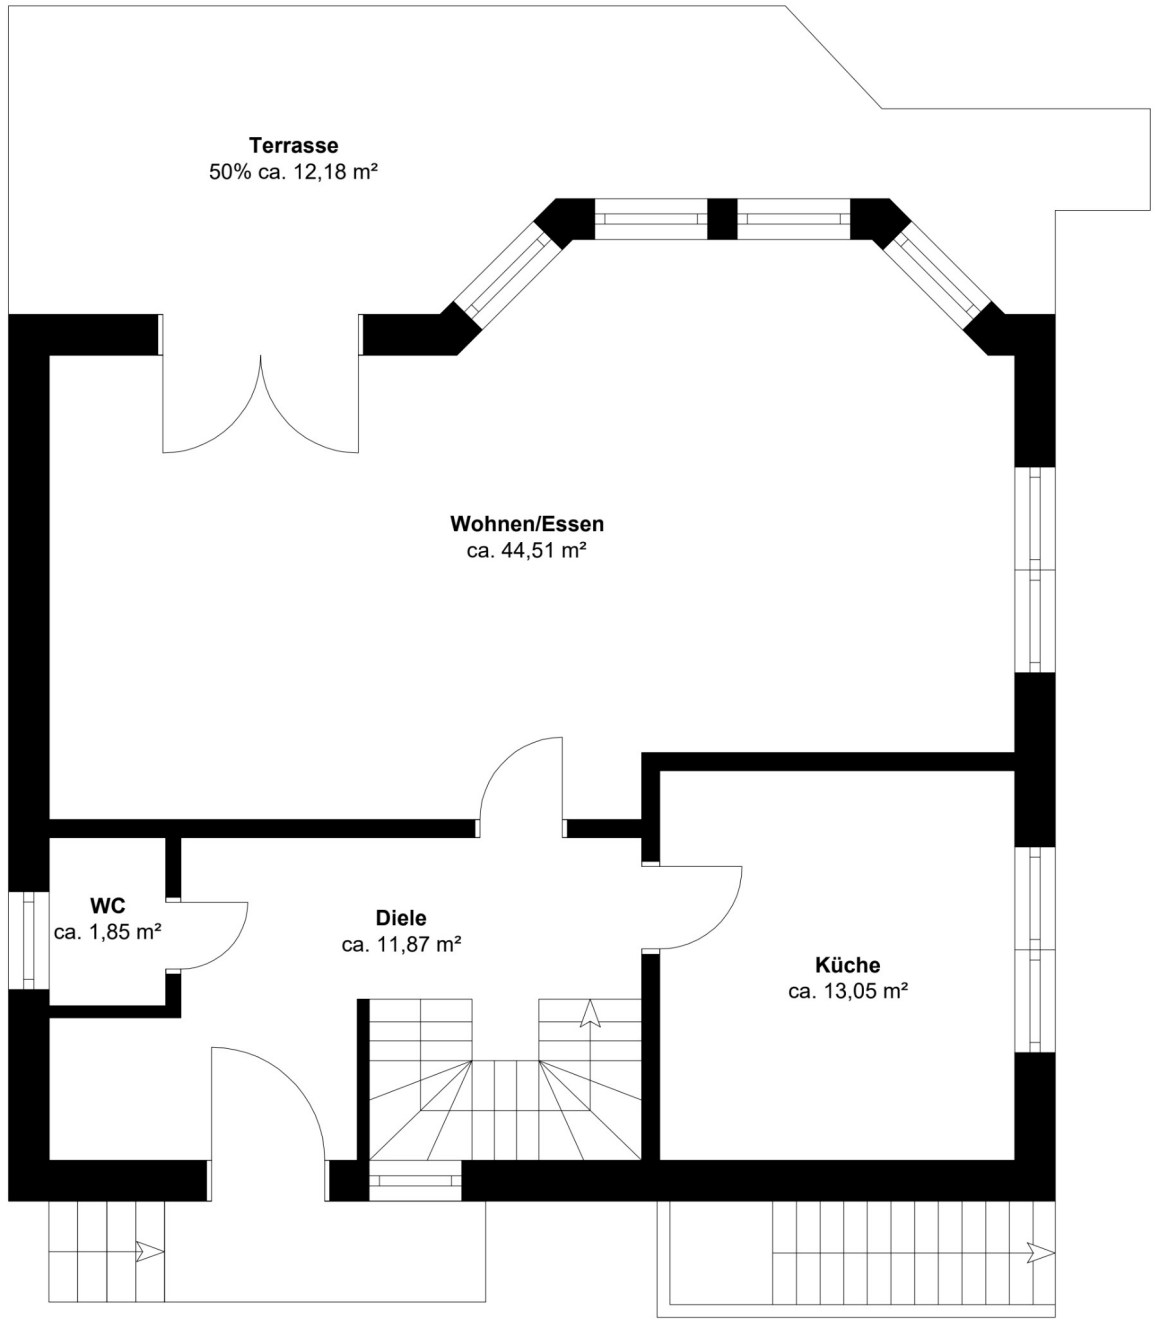 Terrasse
50% ca. 12,18 m²
Wohnen/Essen
ca. 44,51 m²
WC
ca. 1,85 m²
Diele
ca. 11,87 m²
Küche
ca. 13,05 m²